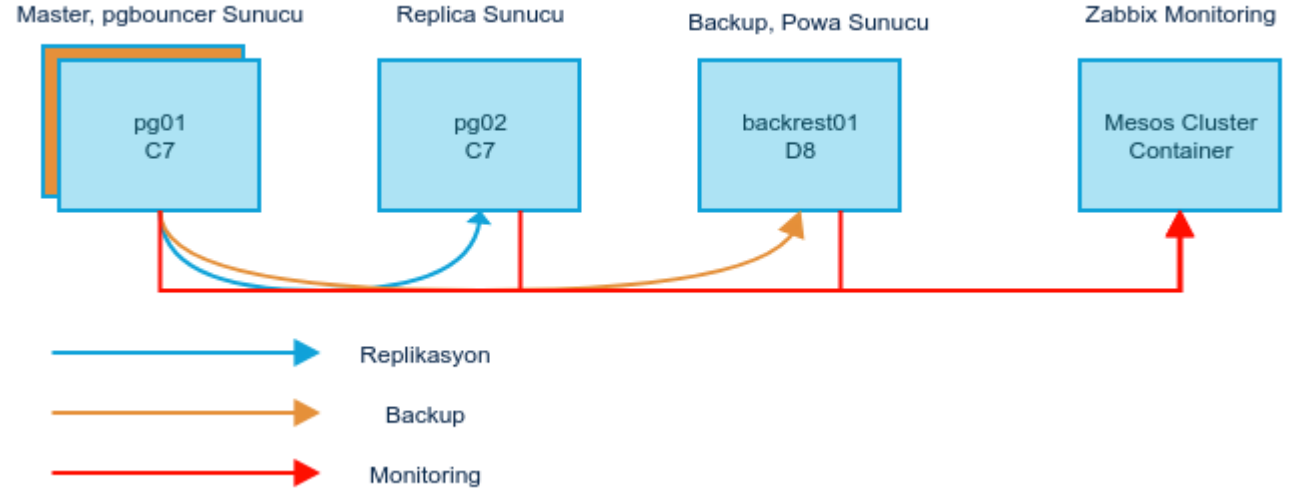 Master, pgbouncer Sunucu
Replica Sunucu
Backup, Powa Sunucu
Zabbix Monitoring
pg01
C7
pg02
C7
backrest01
D8
Mesos Cluster
Container
Replikasyon
Backup
Monitoring